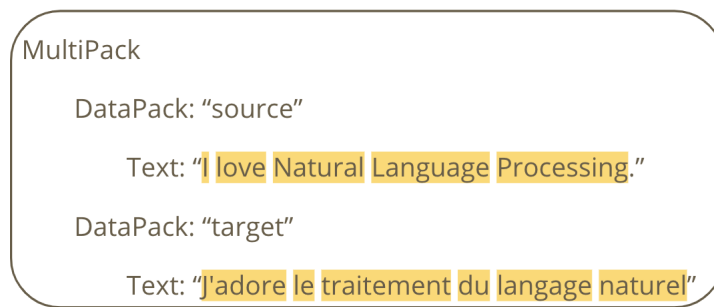 MultiPack
DataPack: “source”
Text: “I love Natural Language Processing.”
DataPack: “target”
Text: “J'adore le traitement du langage naturel”